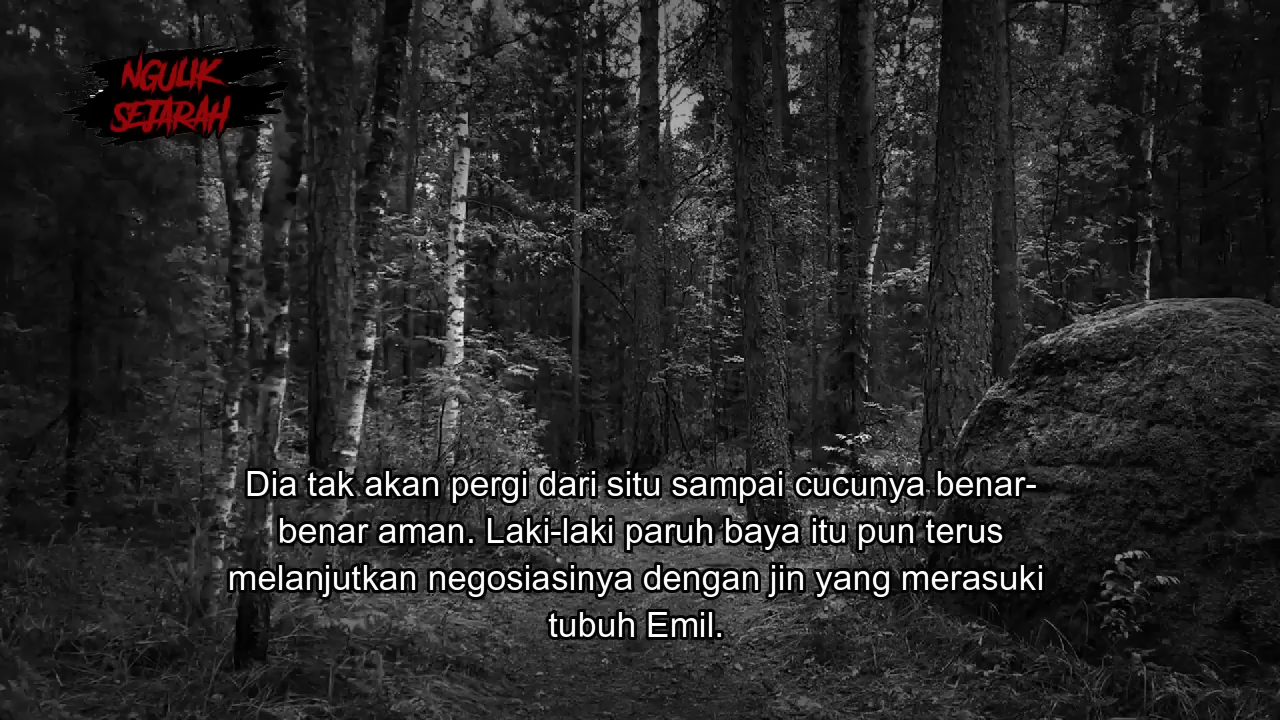 NGULIK
SEJARAH
Dia tak akan pergi dari situ sampai cucunya benar-
benar aman. Laki-laki paruh baya itu pun terus
melanjutkan negosiasinya dengan jin yang merasuki
tubuh Emil.